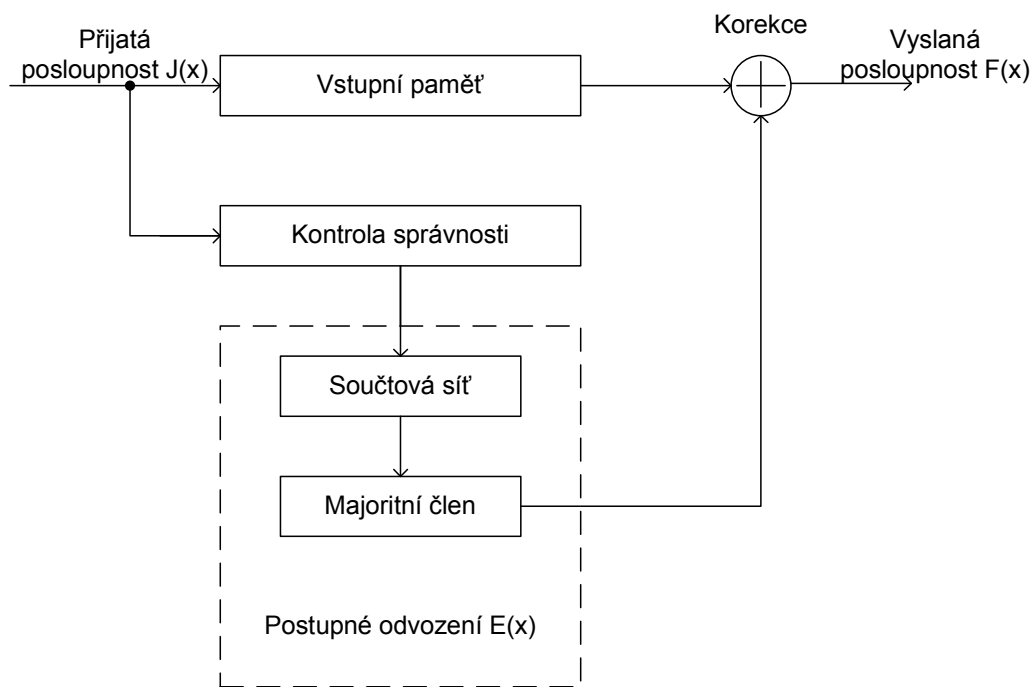 Korekce
Přijatá
posloupnost J(x)
Vyslaná
posloupnost F(x)
Vstupní paměť
Kontrola správnosti
Součtová síť
Majoritní člen
Postupné odvození E(x)